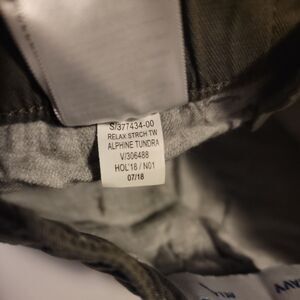 S/377434-00
RELAX STRCH TW
ALPHINE TUNDRA
V/306488
HOL'18 / N01
07/18